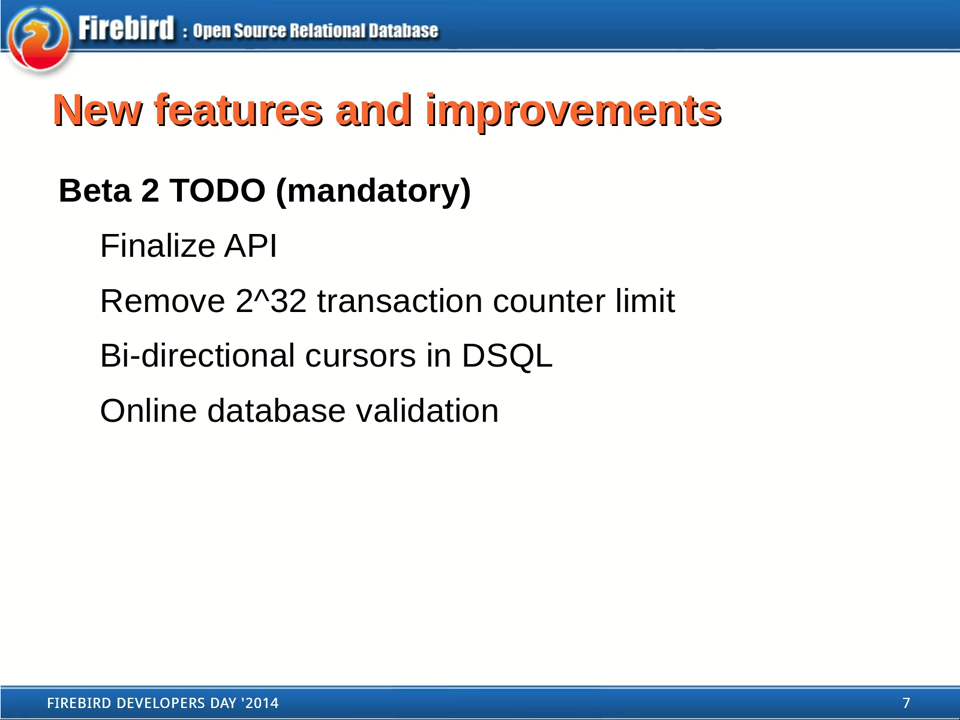 Firebird : Open Source Relational Database
New features and improvements
Beta 2 TODO (mandatory)
Finalize API
Remove 2^32 transaction counter limit
Bi-directional cursors in DSQL
Online database validation
FIREBIRD DEVELOPERS DAY '2014 7